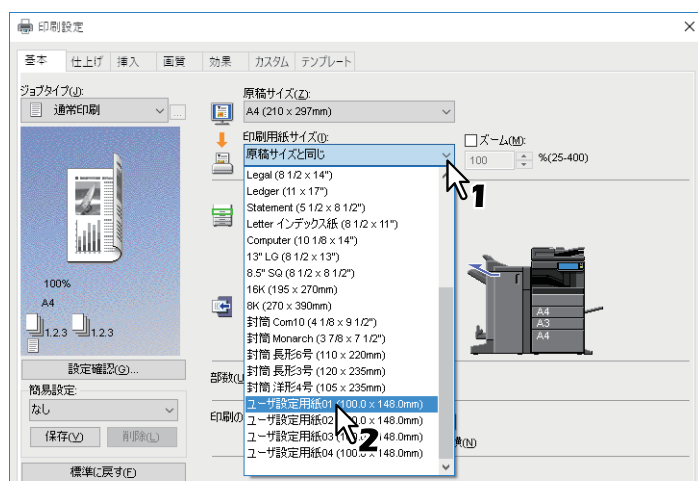 印刷設定
基本 仕上げ 挿入 画質 効果 カスタム テンプレート
ジョブタイプ(J):
通常印刷
...
100%
A4
1.2.3 1.2.3
設定確認(G)...
簡易設定:
なし
保存(V) 削除(L)
標準に戻す(F)
原稿サイズ(Z):
A4 (210 x 297mm)
印刷用紙サイズ(I):
原稿サイズと同じ
ズーム(M):
100 %(25-400)
1
Legal (8 1/2 x 14")
Ledger (11 x 17")
Statement (5 1/2 x 8 1/2")
Letter インデックス紙 (8 1/2 x 11")
Computer (10 1/8 x 14")
13" LG (8 1/2 x 13")
8.5" SQ (8 1/2 x 8 1/2")
16K (195 x 270mm)
8K (270 x 390mm)
封筒 Com10 (4 1/8 x 9 1/2")
封筒 Monarch (3 7/8 x 7 1/2")
封筒 長形6号 (110 x 220mm)
封筒 長形3号 (120 x 235mm)
封筒 洋形4号 (105 x 235mm)
ユーザ設定用紙01 (100.0 x 148.0mm)
ユーザ設定用紙02 .0 x 148.0mm)
ユーザ設定用紙03 148.0mm)
ユーザ設定用紙04 (100.0 x 148.0mm)
2
A4
A3
A4
部数(U
印刷の
(N)